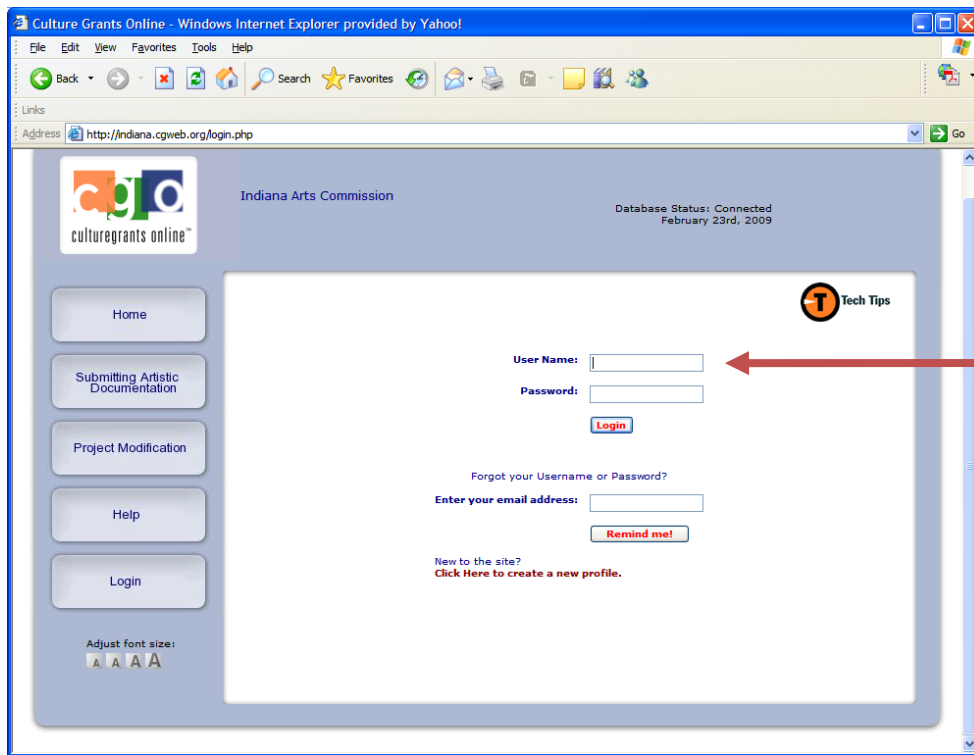 Culture Grants Online - Windows Internet Explorer provided by Yahoo!
File Edit View Favorites Tools Help
Back Search Favorites
Links
Address http://indiana.cgweb.org/login.php Go
cgo
culturegrants online™
Indiana Arts Commission
Database Status: Connected
February 23rd, 2009
T Tech Tips
Home
Submitting Artistic
Documentation
Project Modification
Help
Login
Adjust font size:
A A A A
User Name:
Password:
Login
Forgot your Username or Password?
Enter your email address:
Remind me!
New to the site?
Click Here to create a new profile.